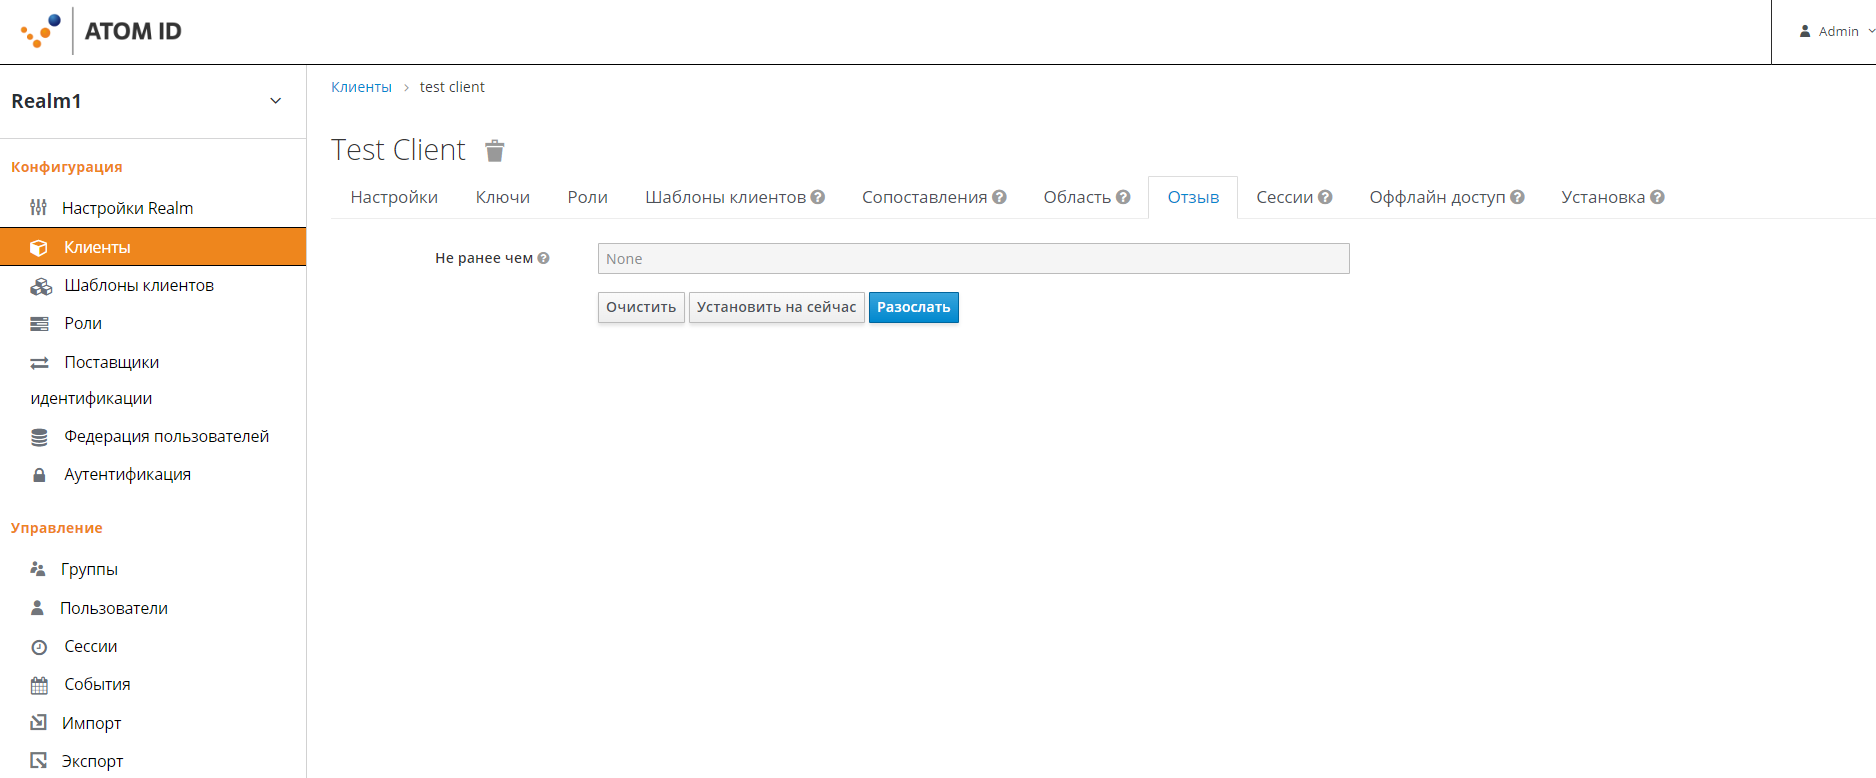 ATOM ID
Admin
Realm1
Клиенты > test client
Test Client
Конфигурация
Настройки Realm
Клиенты
Шаблоны клиентов
Роли
Поставщики
идентификации
Федерация пользователей
Аутентификация
Управление
Группы
Пользователи
Сессии
События
Импорт
Экспорт
Настройки Ключи Роли Шаблоны клиентов Сопоставления Область Отзыв Сессии Оффлайн доступ Установка
Не ранее чем None
Очистить Установить на сейчас Разослать